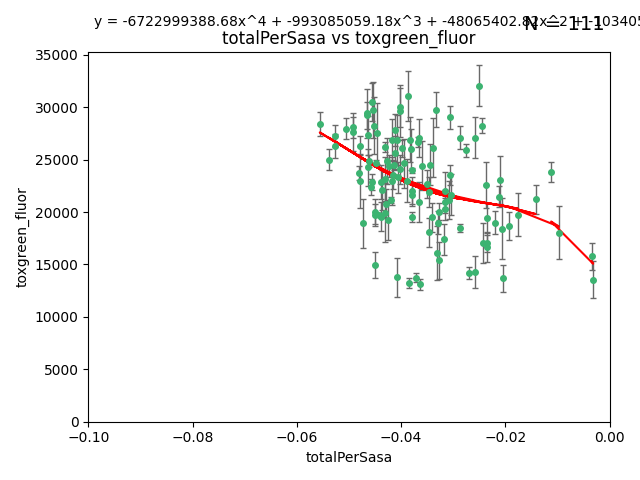 y = -6722999388.68x^4 + -993085059.18x^3 + -48065402.82x^2 +
N = 111
totalPerSasa vs toxgreen_fluor
35000
30000
25000
20000
15000
10000
5000
0
toxgreen_fluor
−0.10
−0.08
−0.06
−0.04
−0.02
0.00
totalPerSasa